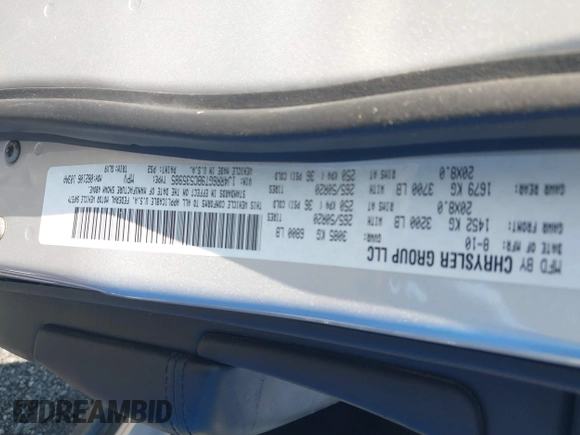 MFD BY CHRYSLER GROUP LLC
DATE OF MFR: 8-10 GVWR: 3085 KG 6800 LB
GAWR FRONT: 1452 KG 3200 LB
20X8.0 RIMS AT 250 KPA/ 36 PSI COLD
GAWR REAR: 1679 KG 3700 LB
20X8.0 RIMS AT 250 KPA/ 36 PSI COLD
265/50R20
265/50R20
THIS VEHICLE CONFORMS TO ALL APPLICABLE U.S.A. FEDERAL MOTOR VEHICLE SAFETY
STANDARDS IN EFFECT ON THE DATE OF MANUFACTURE SHOWN ABOVE
VIN: TYPE: MPV
VEHICLE MADE IN U.S.A. PAINT: PS2
DREAMBID